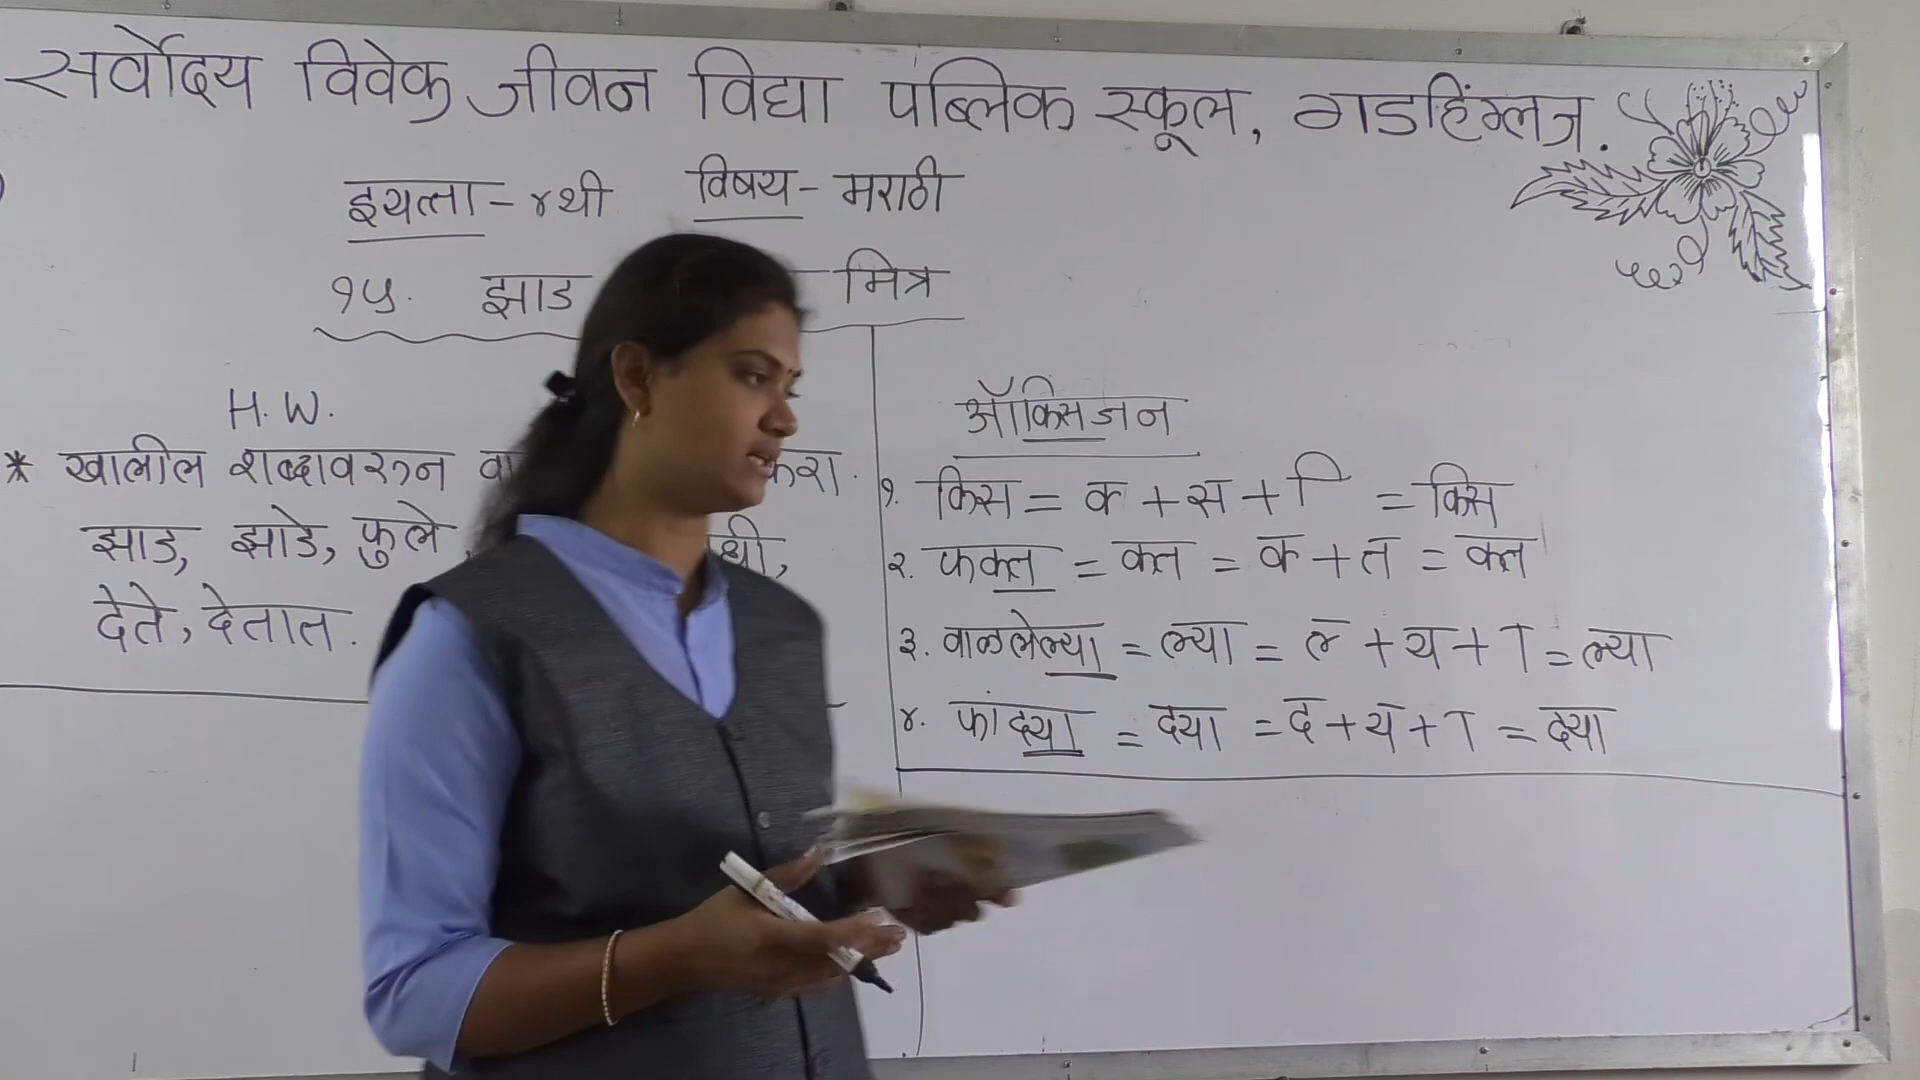 सर्वोदय विवेक जीवन विद्या पब्लिक स्कूल, गडहिंग्लज.
इयत्ता - ४थी विषय - मराठी
१५. झाड मित्र
H.W.
* खालील शब्दावरून करा.
झाड, झाडे, फुले,
देते, देतात.
ऑक्सिजन
१. क्सि = क् + स + ि = क्सि
२. फक्त = क्त = क् + त = क्त
३. वाळलेल्या = ल्या = ल् + य + ा = ल्या
४. फांद्या = द्या = द् + य + ा = द्या